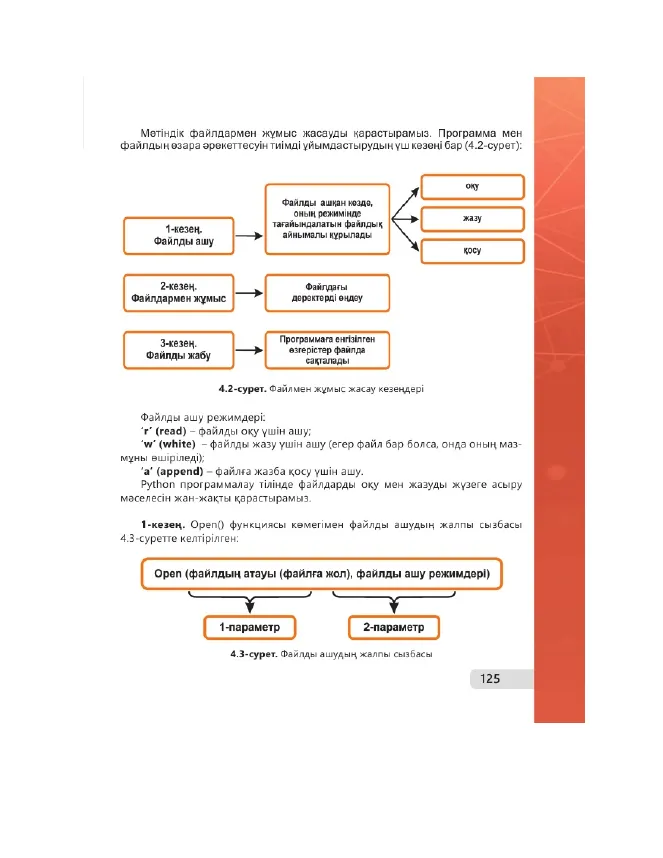 Мәтіндік файлдармен жұмыс жасауды қарастырамыз. Программа мен
файлдың өзара әрекеттесуін тиімді ұйымдастырудың үш кезеңі бар (4.2-сурет):
1-кезең.
Файлды ашу
Файлды ашқан кезде,
оның режимінде
тағайындалатын файлдық
айнымалы құрылады
оқу
жазу
қосу
2-кезең.
Файлдармен жұмыс
Файлдағы
деректерді өңдеу
3-кезең.
Файлды жабу
Программаға енгізілген
өзгерістер файлда
сақталады
4.2-сурет. Файлмен жұмыс жасау кезеңдері
Файлды ашу режимдері:
‘r’ (read) – файлды оқу үшін ашу;
‘w’ (white) – файлды жазу үшін ашу (егер файл бар болса, онда оның маз-
мұны өшіріледі);
‘a’ (append) – файлға жазба қосу үшін ашу.
Python программалау тілінде файлдарды оқу мен жазуды жүзеге асыру
мәселесін жан-жақты қарастырамыз.
1-кезең. Open() функциясы көмегімен файлды ашудың жалпы сызбасы
4.3-суретте келтірілген:
Open (файлдың атауы (файлға жол), файлды ашу режимдері)
1-параметр
2-параметр
4.3-сурет. Файлды ашудың жалпы сызбасы
125